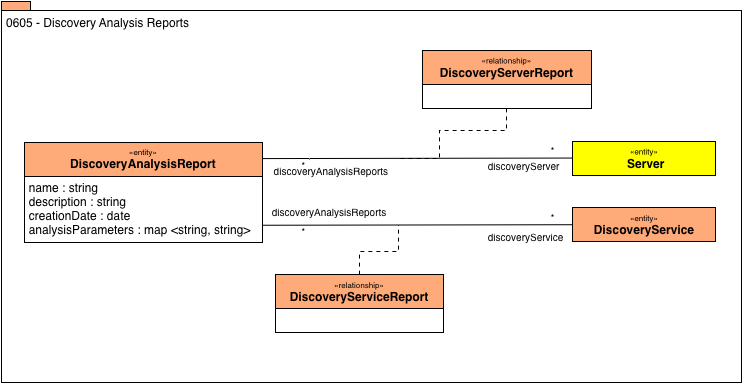 0605 - Discovery Analysis Reports
«relationship»
DiscoveryServerReport
«entity»
DiscoveryAnalysisReport
name : string
description : string
creationDate : date
analysisParameters : map <string, string>
*
discoveryAnalysisReports
*
discoveryServer
«entity»
Server
discoveryAnalysisReports
*
*
discoveryService
«entity»
DiscoveryService
«relationship»
DiscoveryServiceReport